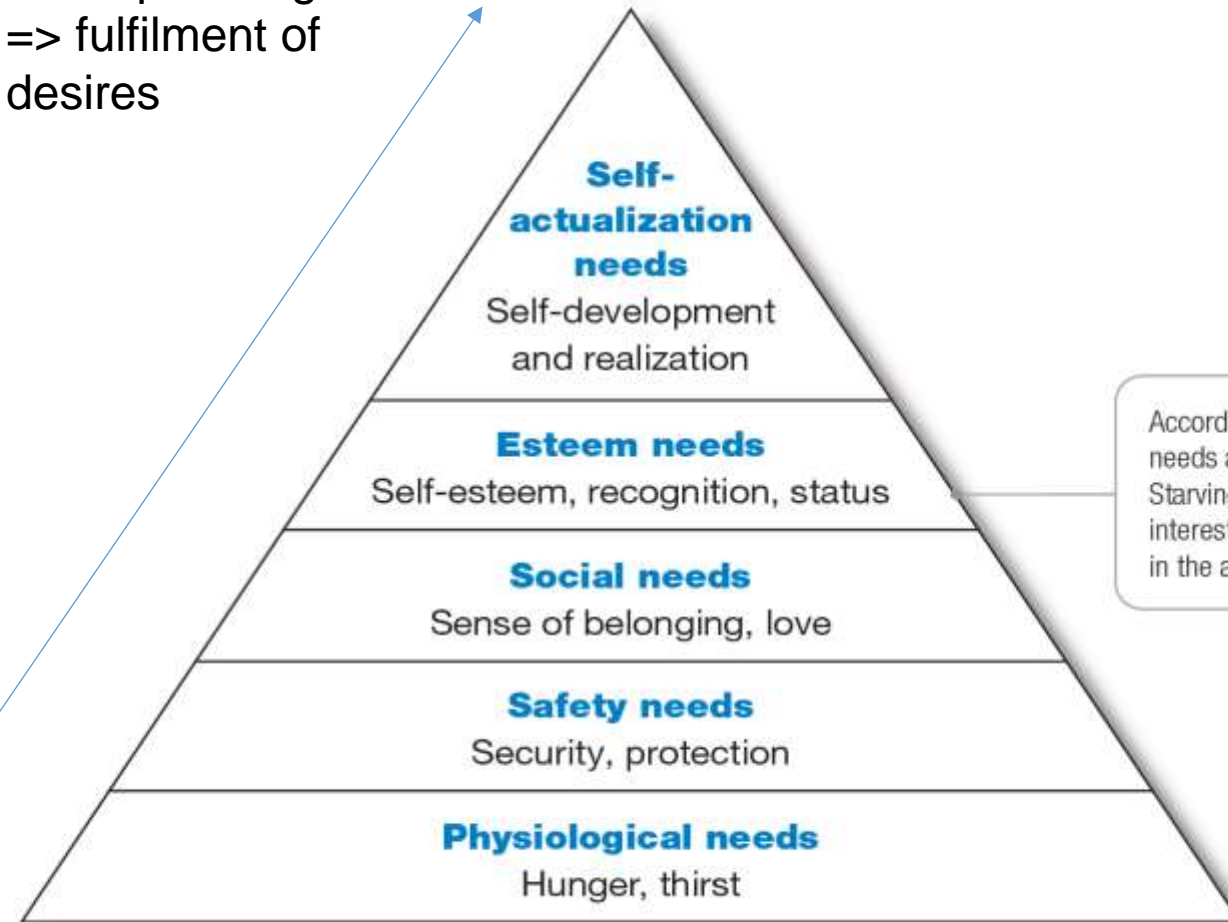 => fulfilment of
desires
Self-
actualization
needs
Self-development
and realization
Esteem needs
Self-esteem, recognition, status
Social needs
Sense of belonging, love
Safety needs
Security, protection
Physiological needs
Hunger, thirst
needs
interest
in the